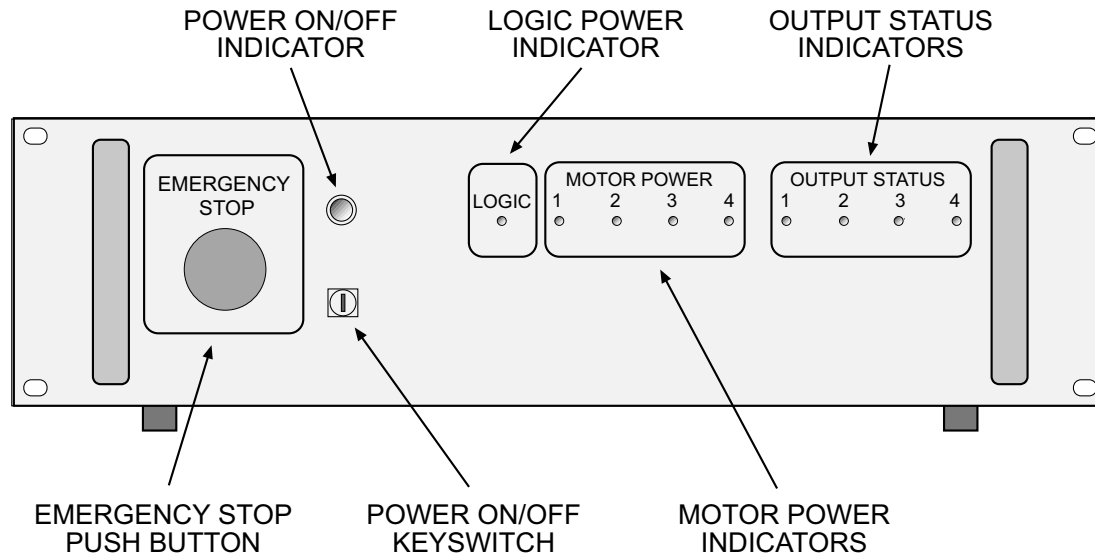 POWER ON/OFF
INDICATOR
LOGIC POWER
INDICATOR
OUTPUT STATUS
INDICATORS
EMERGENCY
STOP
LOGIC
MOTOR POWER
1 2 3 4
OUTPUT STATUS
1 2 3 4
EMERGENCY STOP
PUSH BUTTON
POWER ON/OFF
KEYSWITCH
MOTOR POWER
INDICATORS